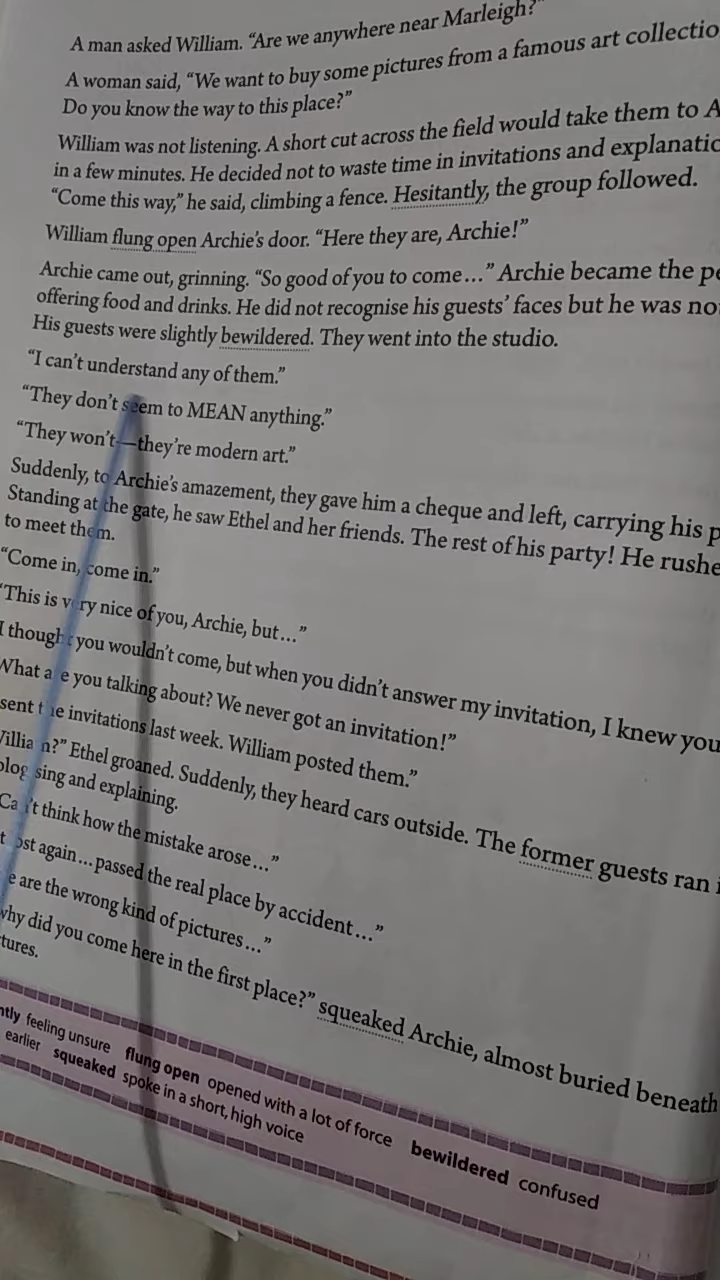 A man asked William. "Are we anywhere near Marleigh?"
A woman said, "We want to buy some pictures from a famous art
Do you know the way to this place?"
William was not listening. A short cut across the field would take them to
in a few minutes. He decided not to waste time in invitations and
"Come this way," he said, climbing a fence. Hesitantly, the group followed.
William flung open Archie's door. "Here they are, Archie!"
Archie came out, grinning. "So good of you to come…" Archie became the
offering food and drinks. He did not recognise his guests' faces but he was
His guests were slightly bewildered. They went into the studio.
"I can't understand any of them."
"They don't seem to MEAN anything."
"They won't—they're modern art."
Suddenly, to Archie's amazement, they gave him a cheque and left, carrying his
Standing at the gate, he saw Ethel and her friends. The rest of his party! He
to meet them.
"Come in, come in."
"This is very nice of you, Archie, but…"
I thought you wouldn't come, but when you didn't answer my invitation, I knew you
What are you talking about? We never got an invitation!"
sent the invitations last week. William posted them."
Ethel groaned. Suddenly, they heard cars outside. The former guests ran
and explaining.
Can't think how the mistake arose…"
again…passed the real place by accident…"
are the wrong kind of pictures…"
why did you come here in the first place?" squeaked Archie, almost buried beneath
feeling unsure flung open opened with a lot of force bewildered confused
earlier squeaked spoke in a short, high voice